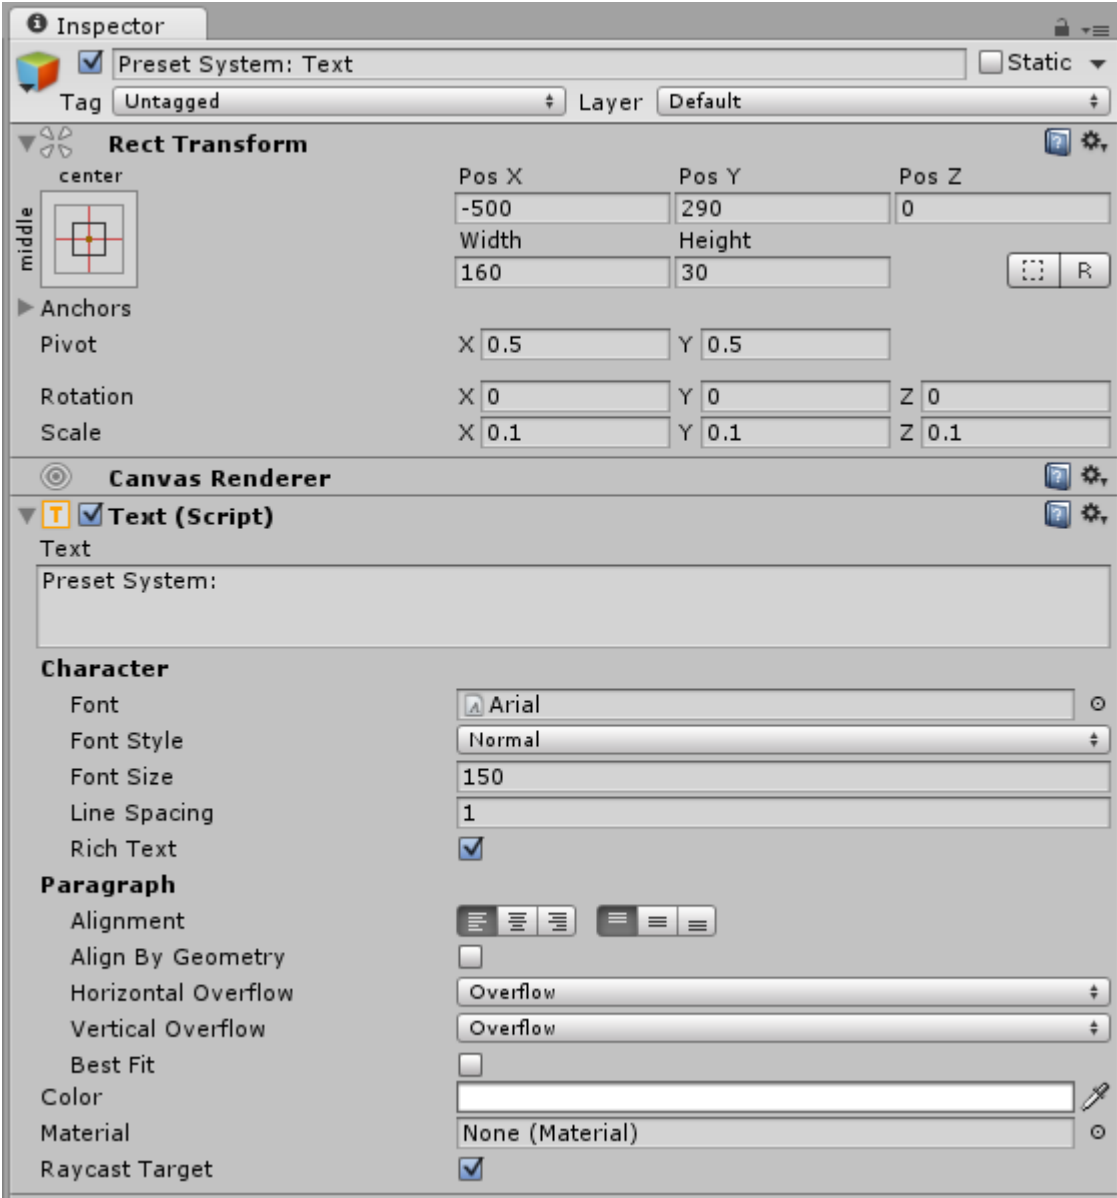 Inspector
Preset System: Text Static
Tag Untagged Layer Default
Rect Transform
center Pos X Pos Y Pos Z
middle -500 290 0
Width Height
160 30 R
Anchors
Pivot X 0.5 Y 0.5
Rotation X 0 Y 0 Z 0
Scale X 0.1 Y 0.1 Z 0.1
Canvas Renderer
T Text (Script)
Text
Preset System:
Character
Font Arial
Font Style Normal
Font Size 150
Line Spacing 1
Rich Text
Paragraph
Alignment
Align By Geometry
Horizontal Overflow Overflow
Vertical Overflow Overflow
Best Fit
Color
Material None (Material)
Raycast Target